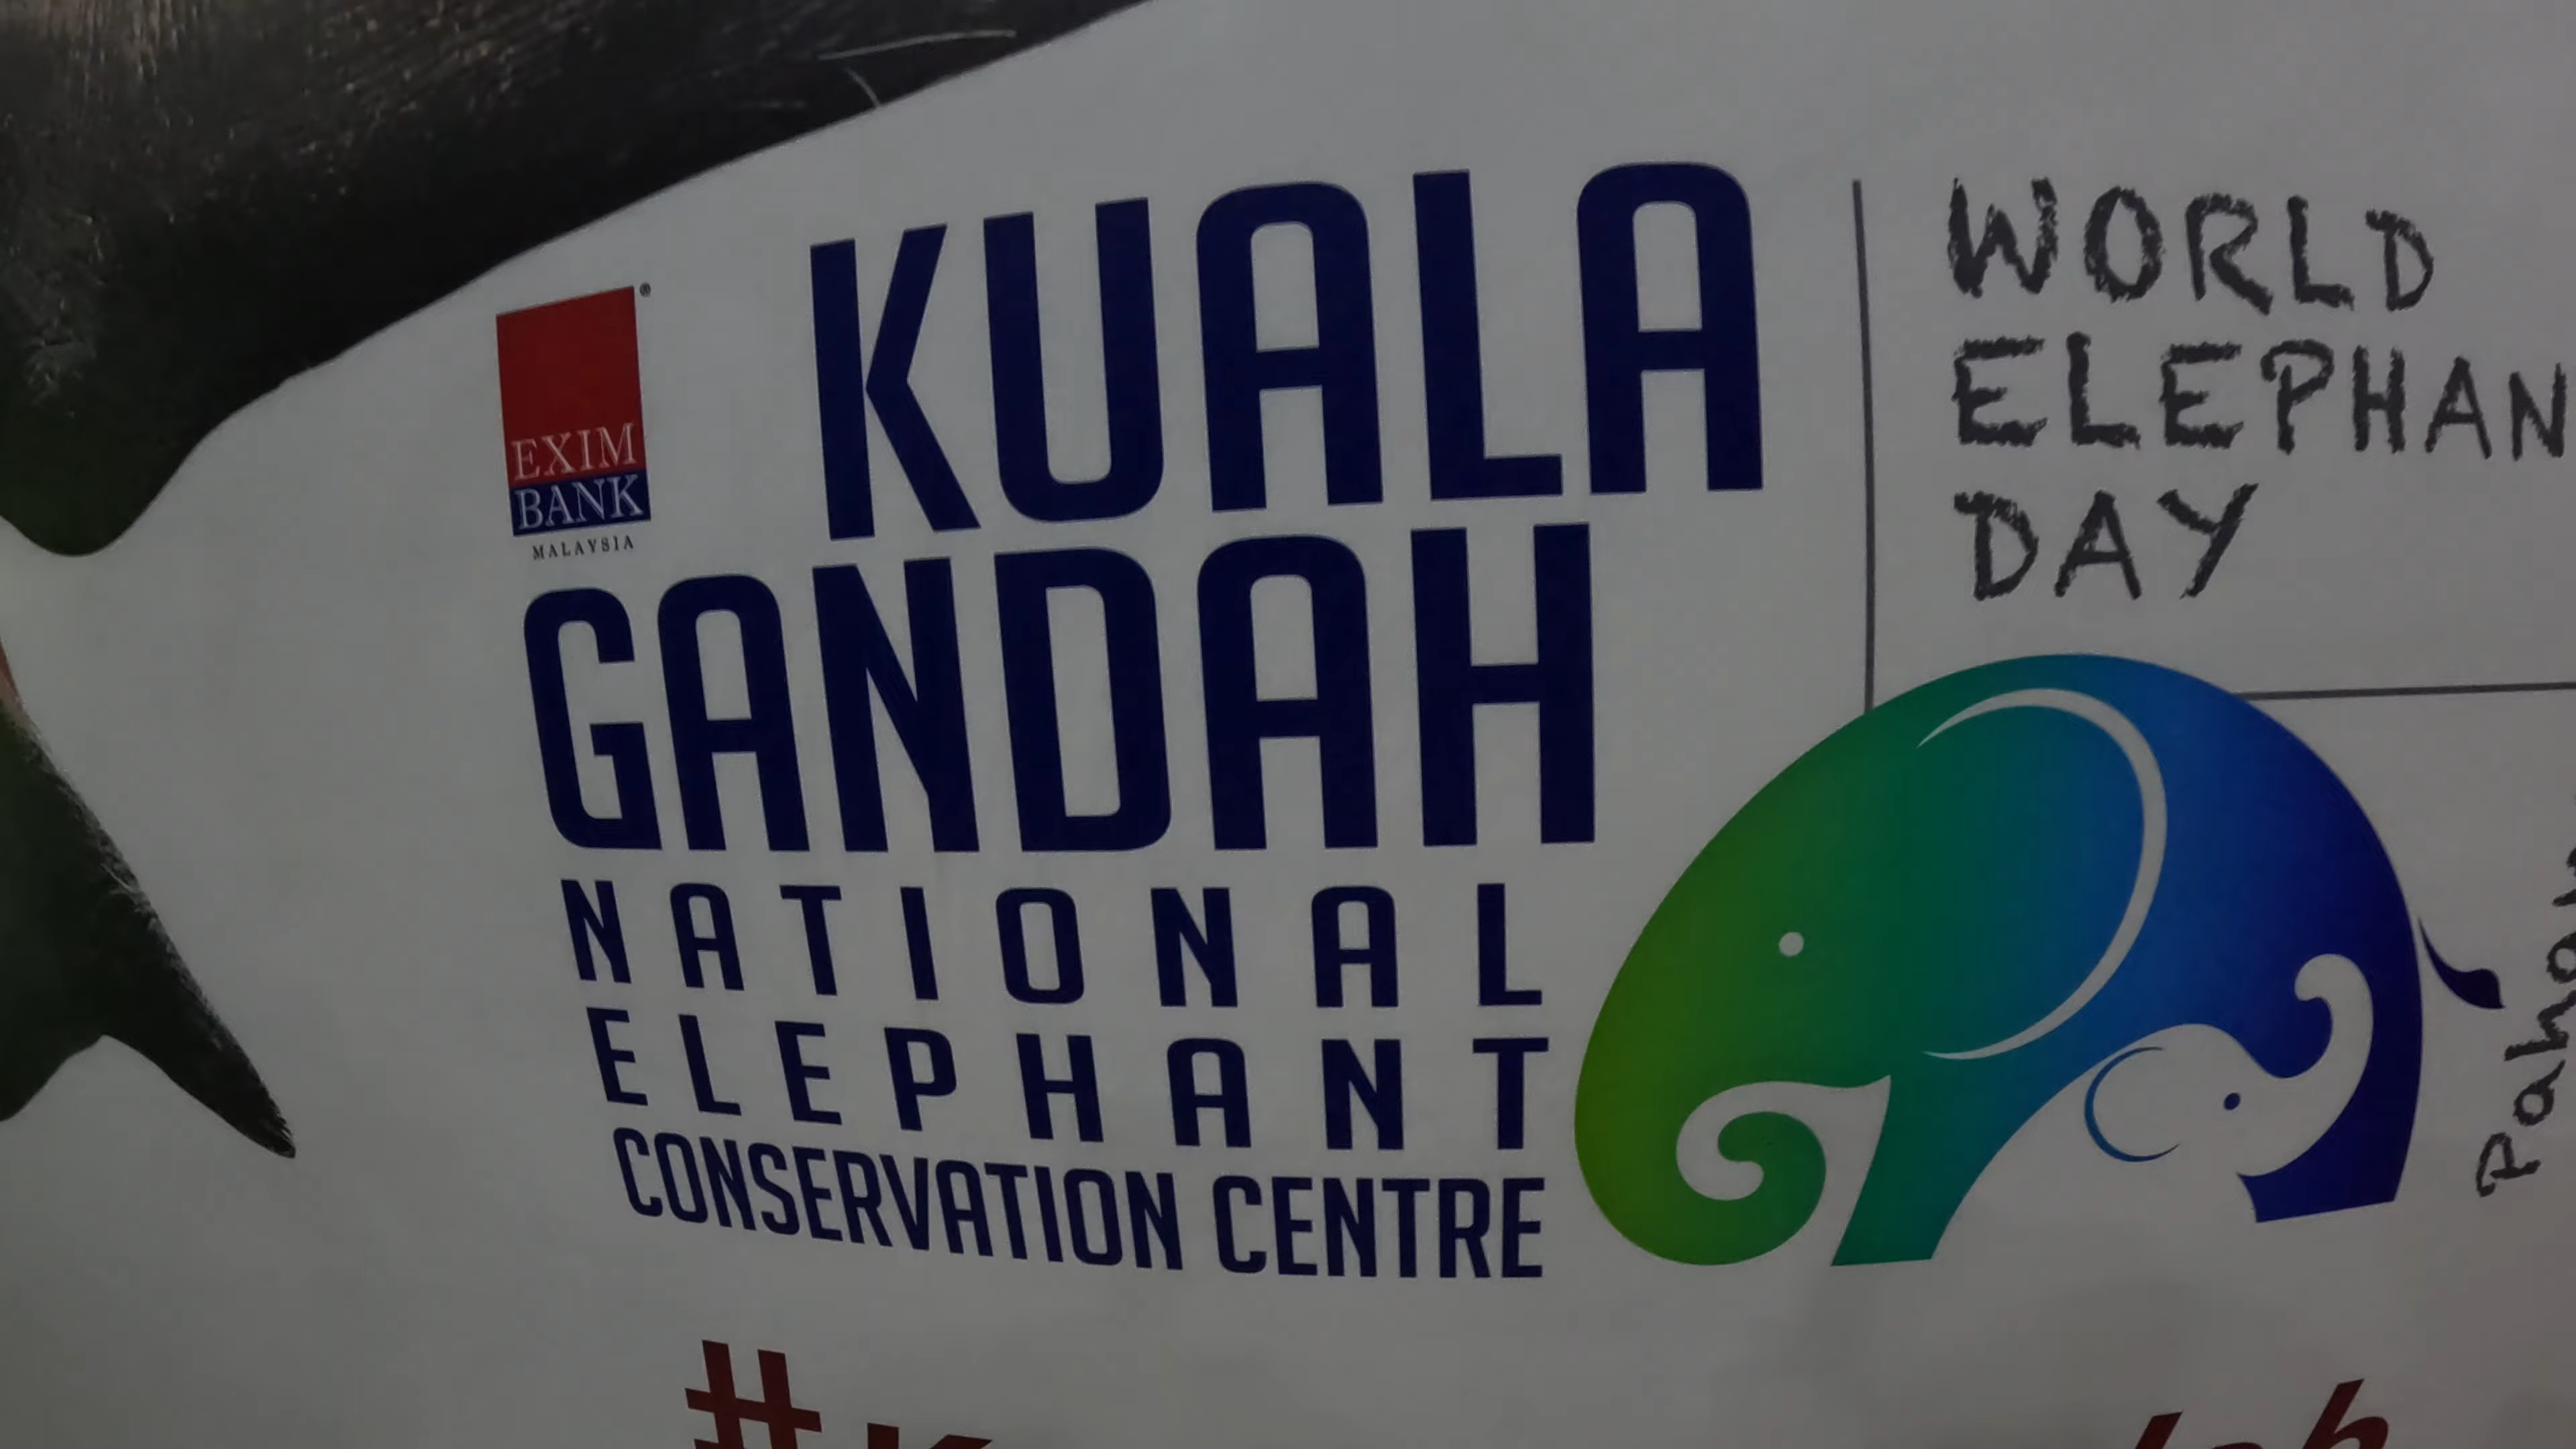 EXIM
BANK
MALAYSIA
®
KUALA
GANDAH
NATIONAL
ELEPHANT
CONSERVATION CENTRE
WORLD
ELEPHAN
DAY